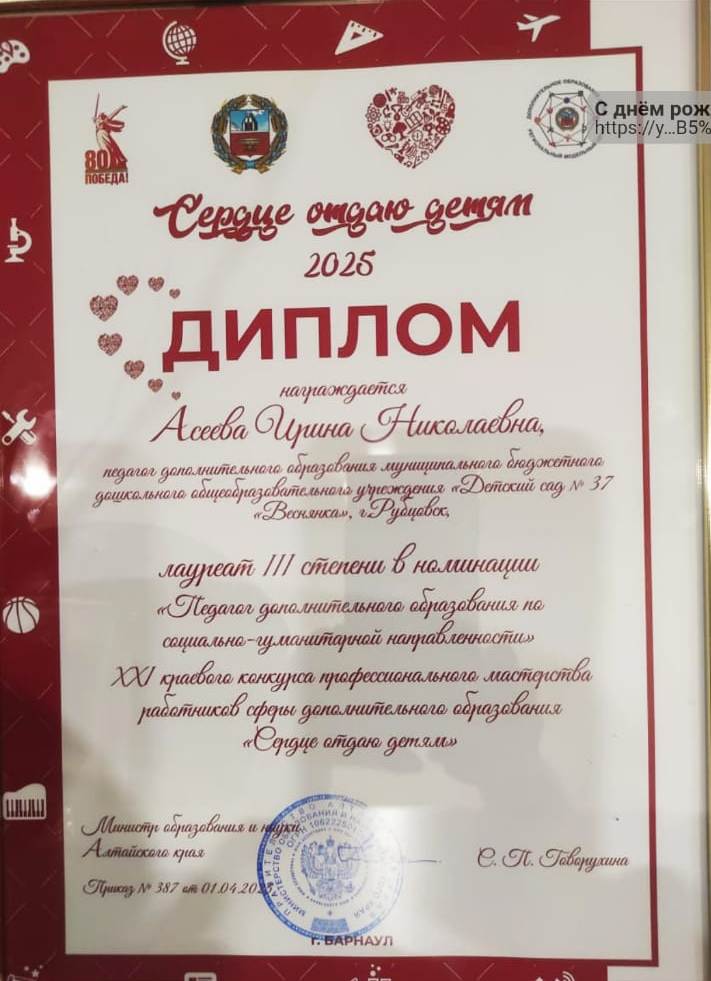 80
ПОБЕДА!
С днём рож
https://y...B5%
Сердце отдаю детям
2025
ДИПЛОМ
награждается
Асеева Ирина Николаевна,
педагог дополнительного образования муниципального бюджетного
дошкольного общеобразовательного учреждения «Детский сад № 37
«Веснянка», г.Рубцовск,
лауреат III степени в номинации
«Педагог дополнительного образования по
социально-гуманитарной направленности»
XXI краевого конкурса профессионального мастерства
работников сферы дополнительного образования
«Сердце отдаю детям»
Министр образования и науки
Алтайского края
С. П. Говорухина
Приказ № 387 от 01.04.202
г. БАРНАУЛ